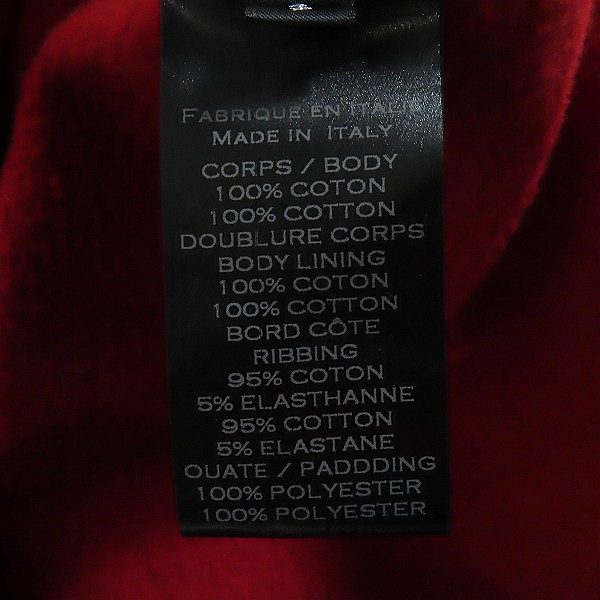 FABRIQUE EN ITALIE
MADE IN ITALY
CORPS / BODY
100% COTON
100% COTTON
DOUBLURE CORPS
BODY LINING
100% COTON
100% COTTON
BORD CÔTE
RIBBING
95% COTON
5% ELASTHANNE
95% COTTON
5% ELASTANE
OUATE / PADDDING
100% POLYESTER
100% POLYESTER